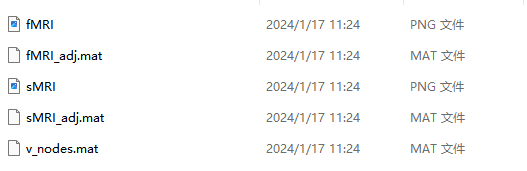 fMRI 2024/1/17 11:24 PNG 文件
fMRI_adj.mat 2024/1/17 11:24 MAT 文件
sMRI 2024/1/17 11:24 PNG 文件
sMRI_adj.mat 2024/1/17 11:24 MAT 文件
v_nodes.mat 2024/1/17 11:24 MAT 文件